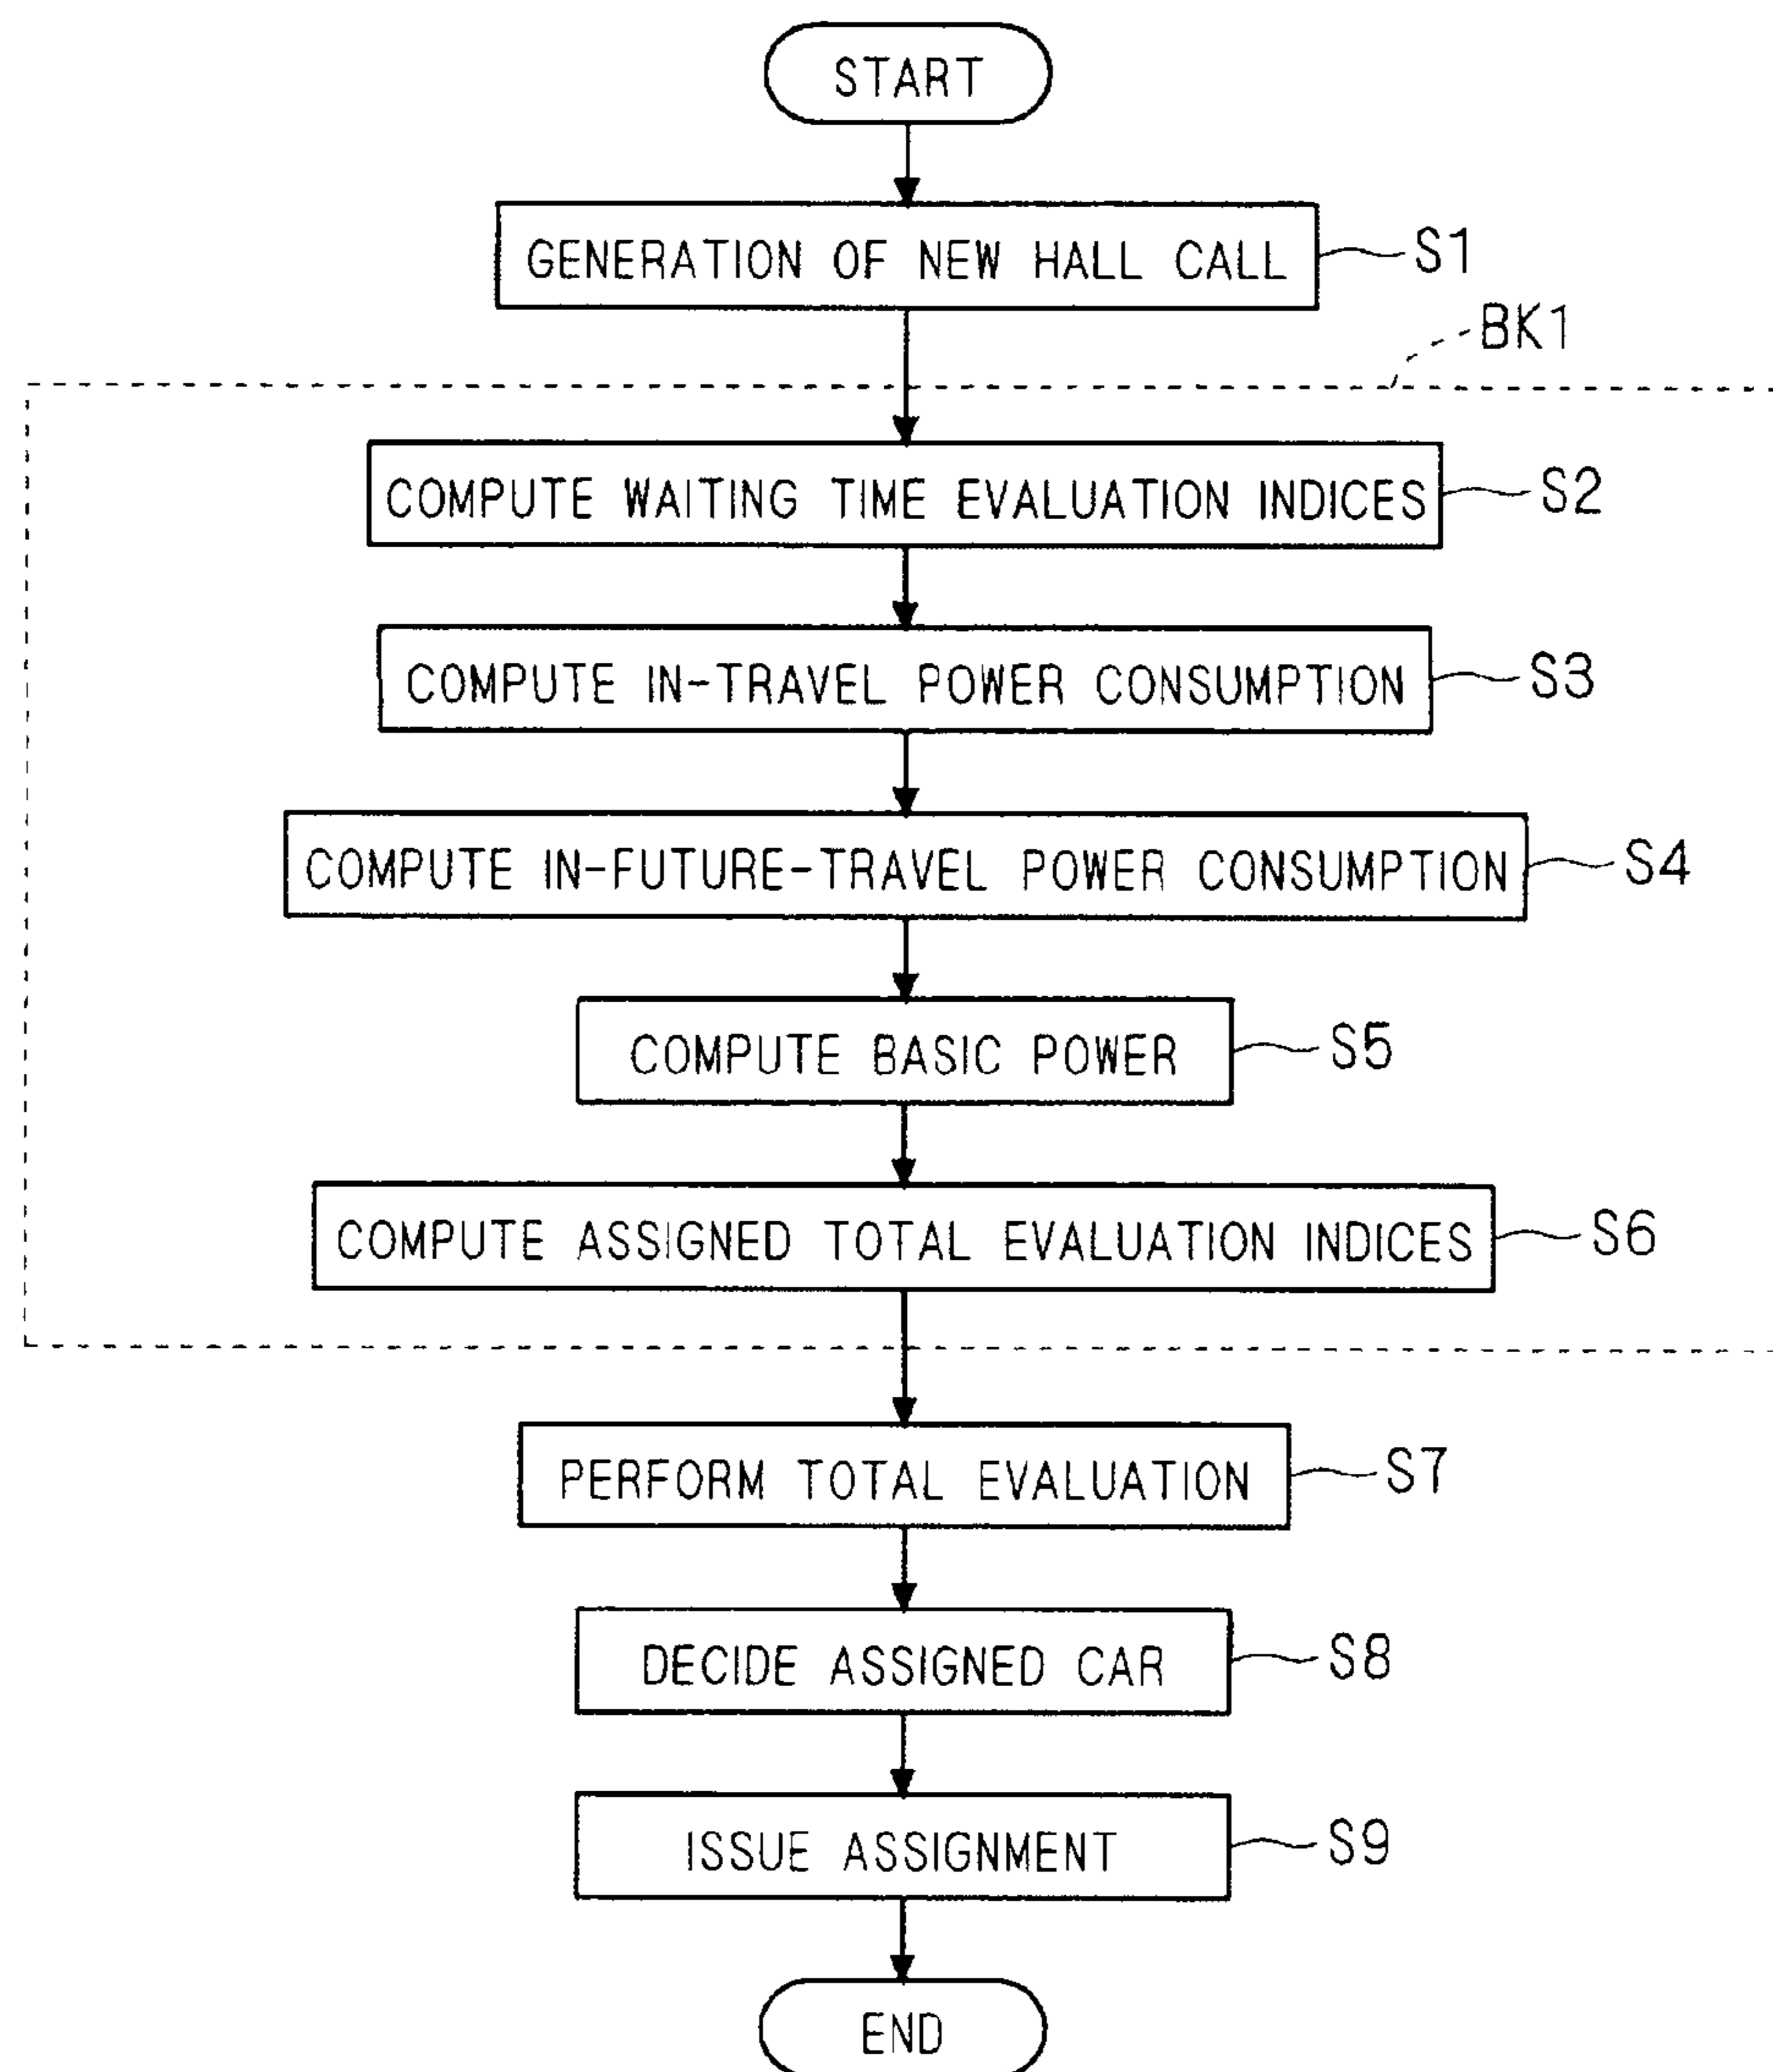 START
GENERATION OF NEW HALL CALL S1
BK1
COMPUTE WAITING TIME EVALUATION INDICES S2
COMPUTE IN-TRAVEL POWER CONSUMPTION S3
COMPUTE IN-FUTURE-TRAVEL POWER CONSUMPTION S4
COMPUTE BASIC POWER S5
COMPUTE ASSIGNED TOTAL EVALUATION INDICES S6
PERFORM TOTAL EVALUATION S7
DECIDE ASSIGNED CAR S8
ISSUE ASSIGNMENT S9
END